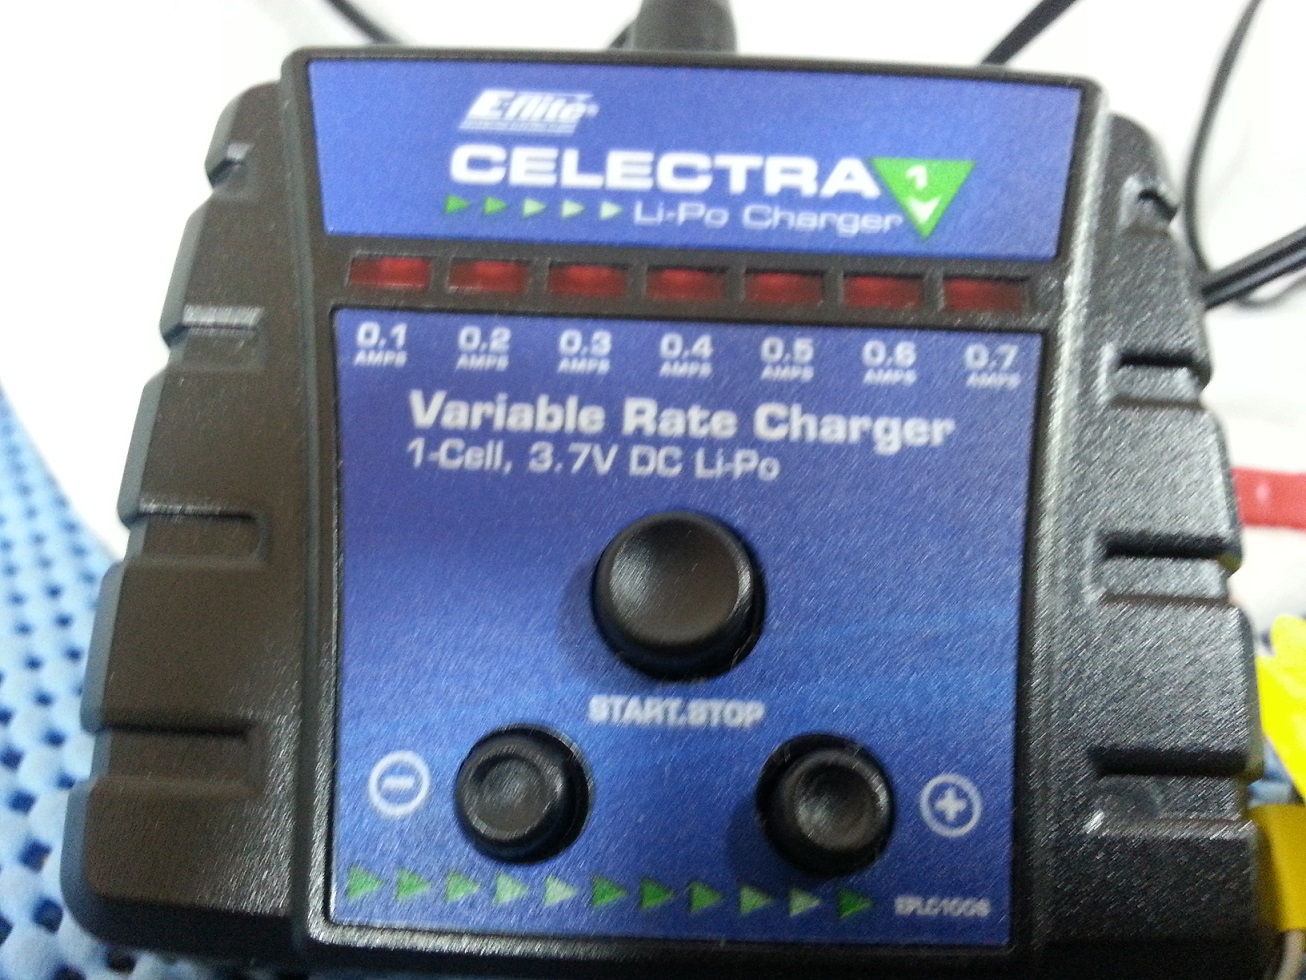 E-flite®
CELECTRA 1
Li-Po Charger
0.1 0.2 0.3 0.4 0.5 0.6 0.7
AMPS AMPS AMPS AMPS AMPS AMPS AMPS
Variable Rate Charger
1-Cell, 3.7V DC Li-Po
START.STOP
- +
EFLC1006